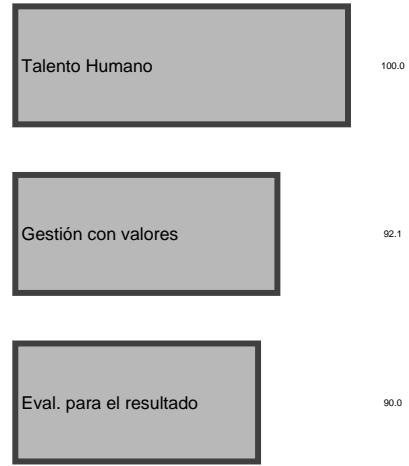 Talento Humano
100.0
Gestión con valores
92.1
Eval. para el resultado
90.0